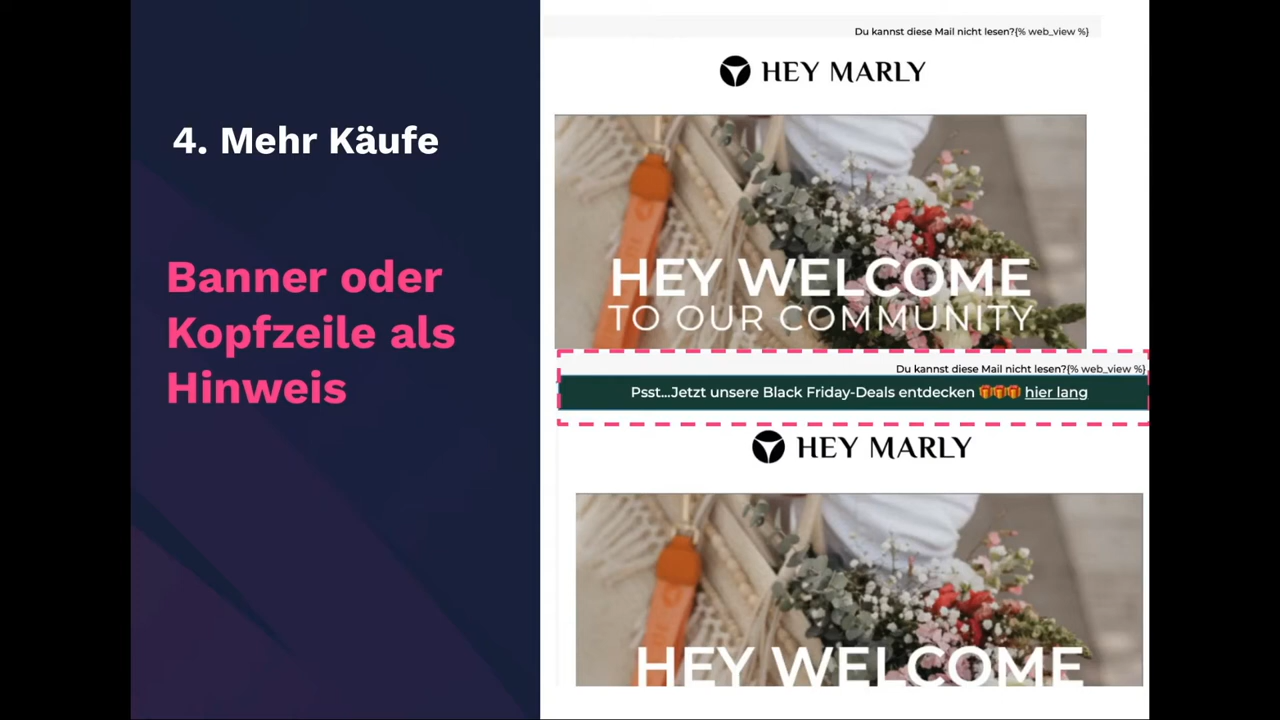 4. Mehr Käufe
Banner oder
Kopfzeile als
Hinweis
Du kannst diese Mail nicht lesen?{% web_view %}
HEY MARLY
HEY WELCOME
TO OUR COMMUNITY
Du kannst diese Mail nicht lesen?{% web_view %}
Psst...Jetzt unsere Black Friday-Deals entdecken 🎁🎁🎁 hier lang
HEY MARLY
HEY WELCOME